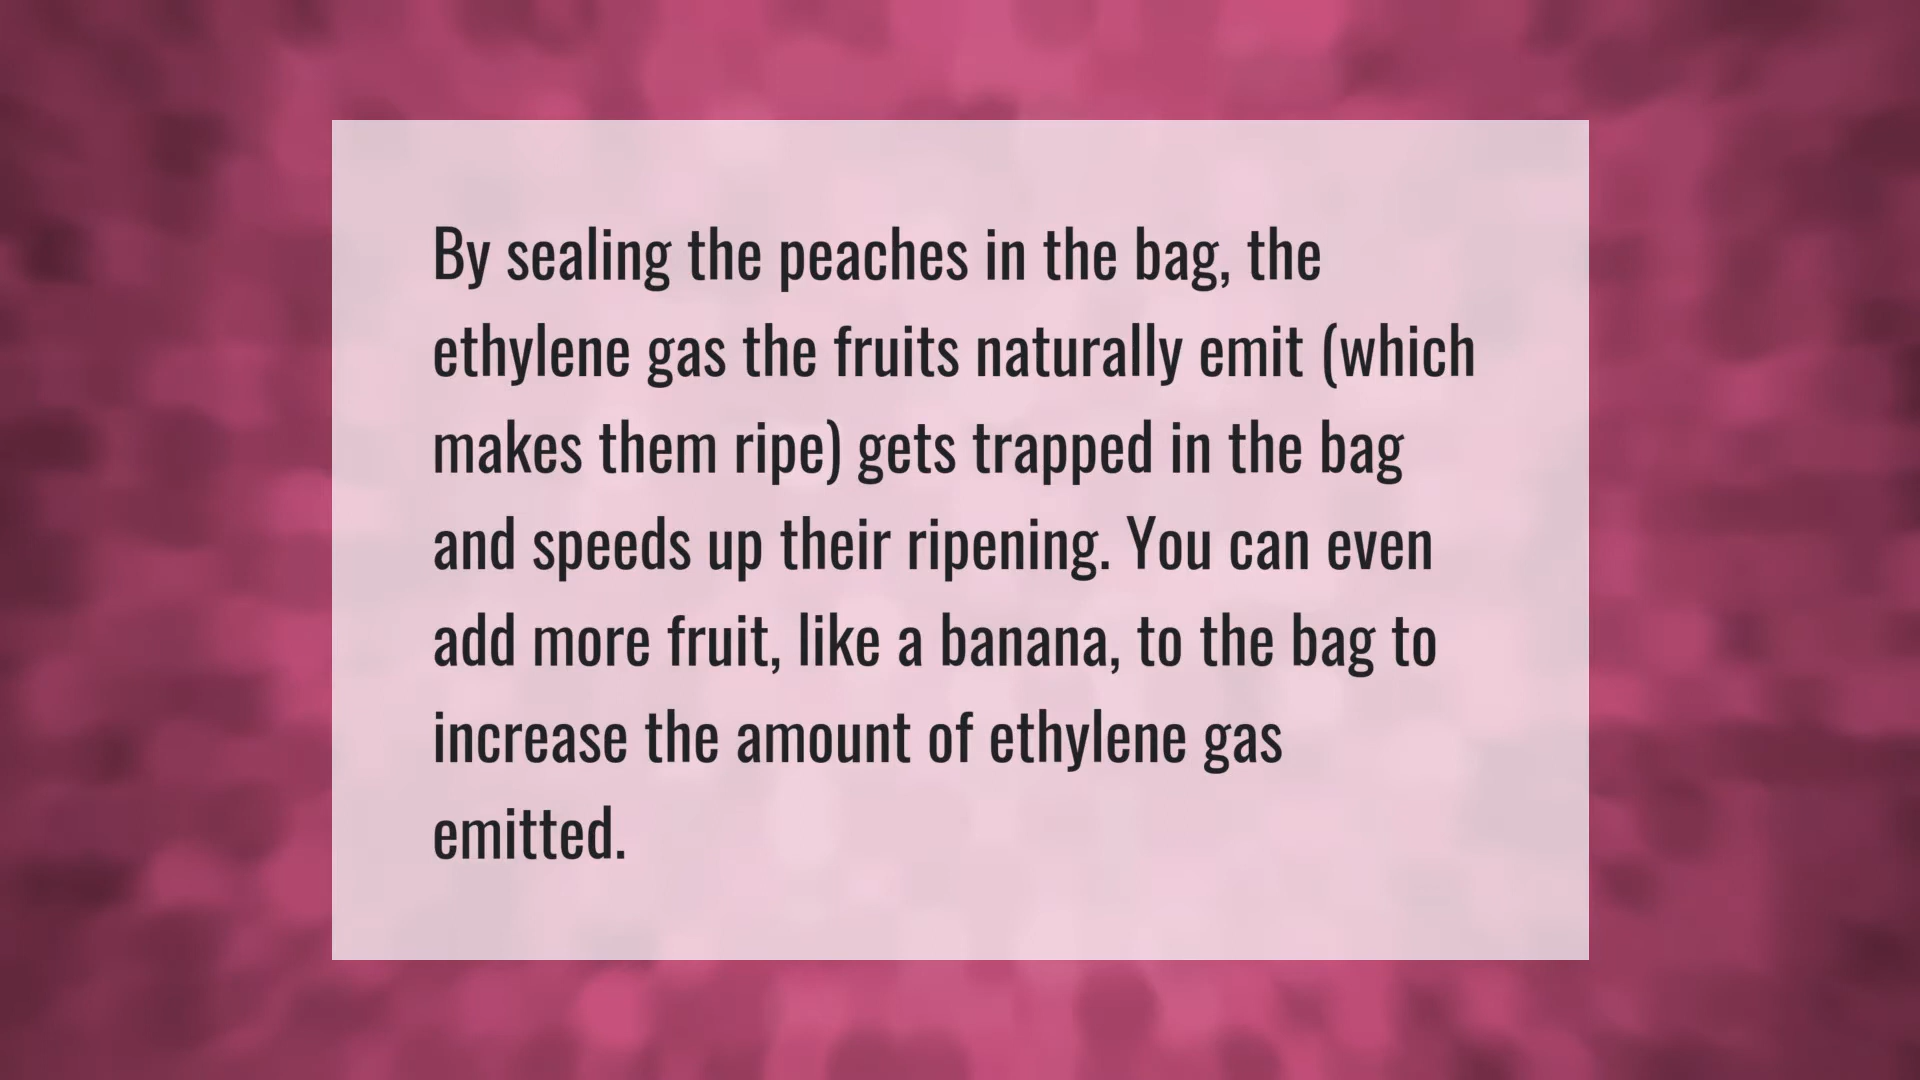 By sealing the peaches in the bag, the
ethylene gas the fruits naturally emit (which
makes them ripe) gets trapped in the bag
and speeds up their ripening. You can even
add more fruit, like a banana, to the bag to
increase the amount of ethylene gas
emitted.